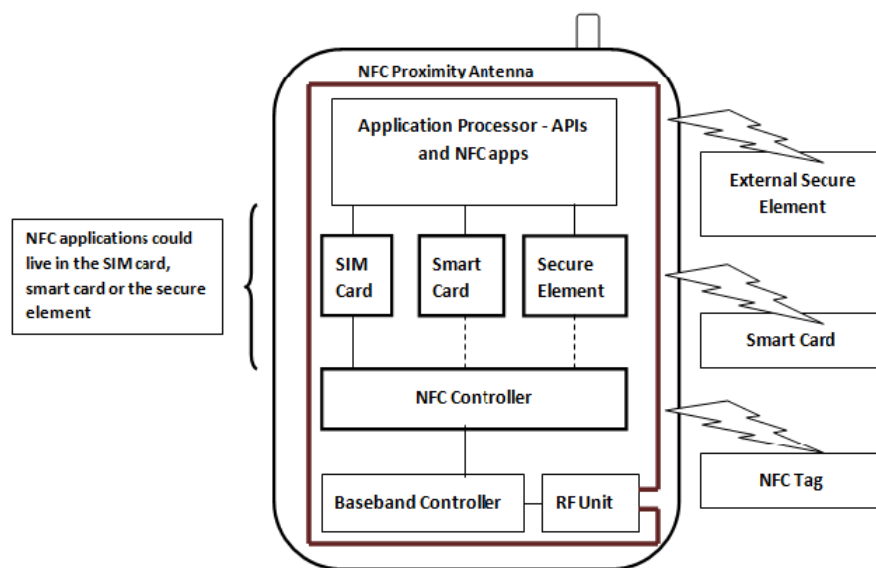 NFC Proximity Antenna
Application Processor - APIs
and NFC apps
External Secure
Element
NFC applications could
live in the SIM card,
smart card or the secure
element
SIM
Card
Smart
Card
Secure
Element
Smart Card
NFC Controller
NFC Tag
Baseband Controller
RF Unit